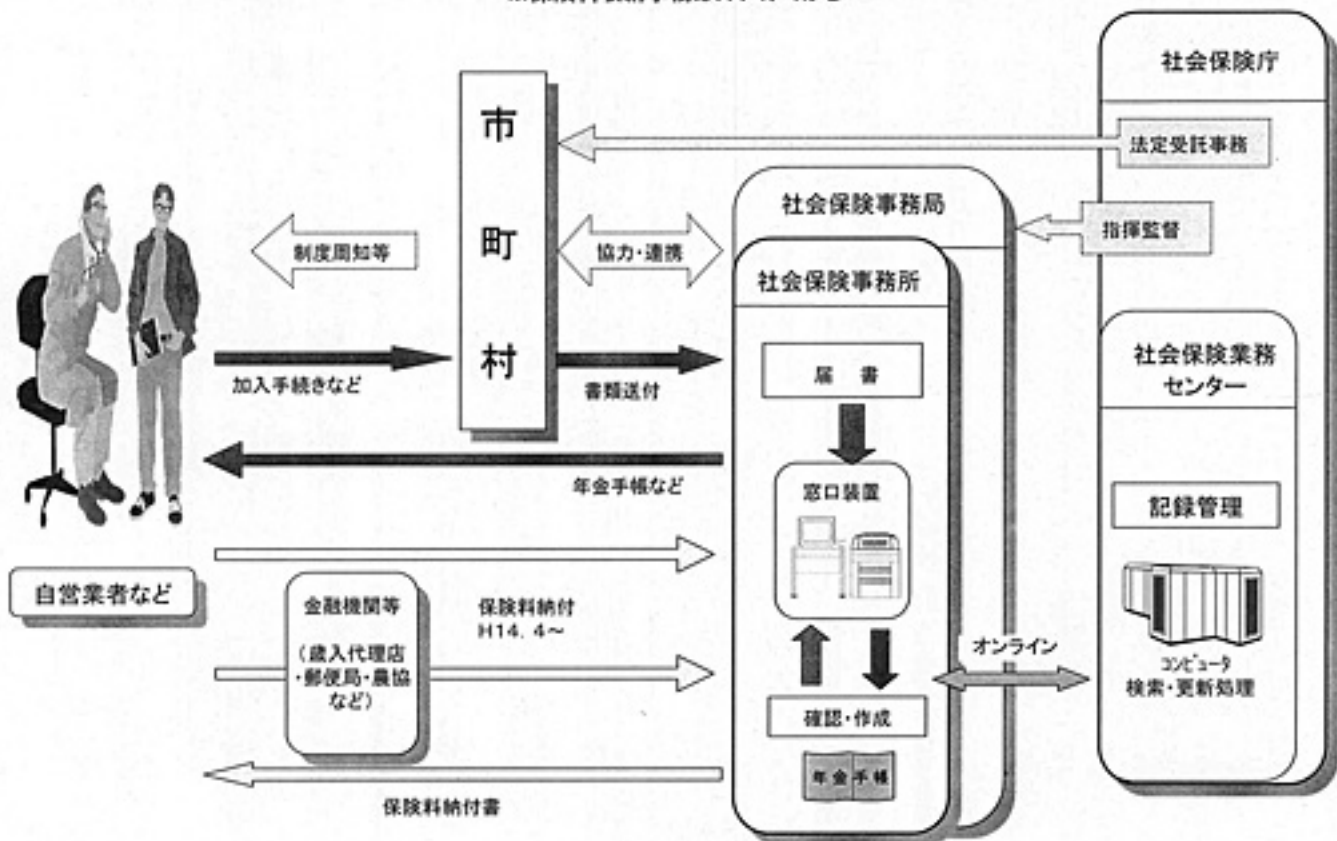 社会保険庁
市
町
村
法定受託事務
社会保険事務局
指揮監督
制度周知等
協力・連携
社会保険事務所
社会保険業務
センター
届 書
加入手続きなど
書類送付
年金手帳など
窓口装置
記録管理
自営業者など
金融機関等
(歳入代理店
・郵便局・農協
など)
保険料納付
H14.4~
オンライン
コンピュータ
検索・更新処理
確認・作成
年金手帳
保険料納付書